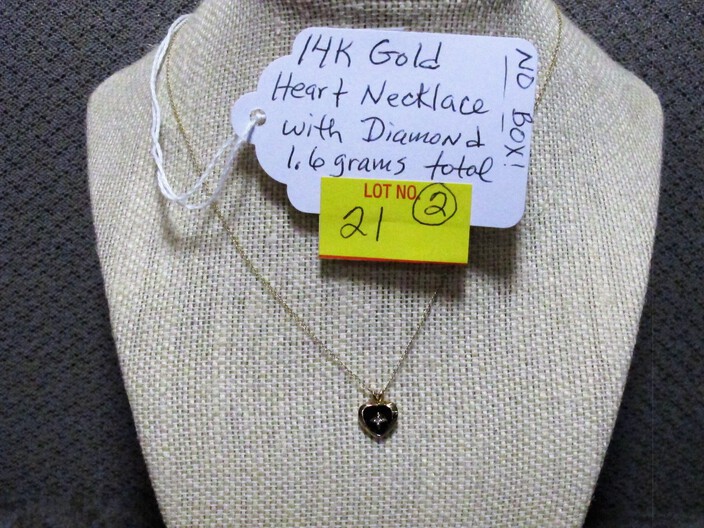 14K Gold
Heart Necklace
with Diamond
1.6 grams total
NO BOX!
LOT NO.
21 2